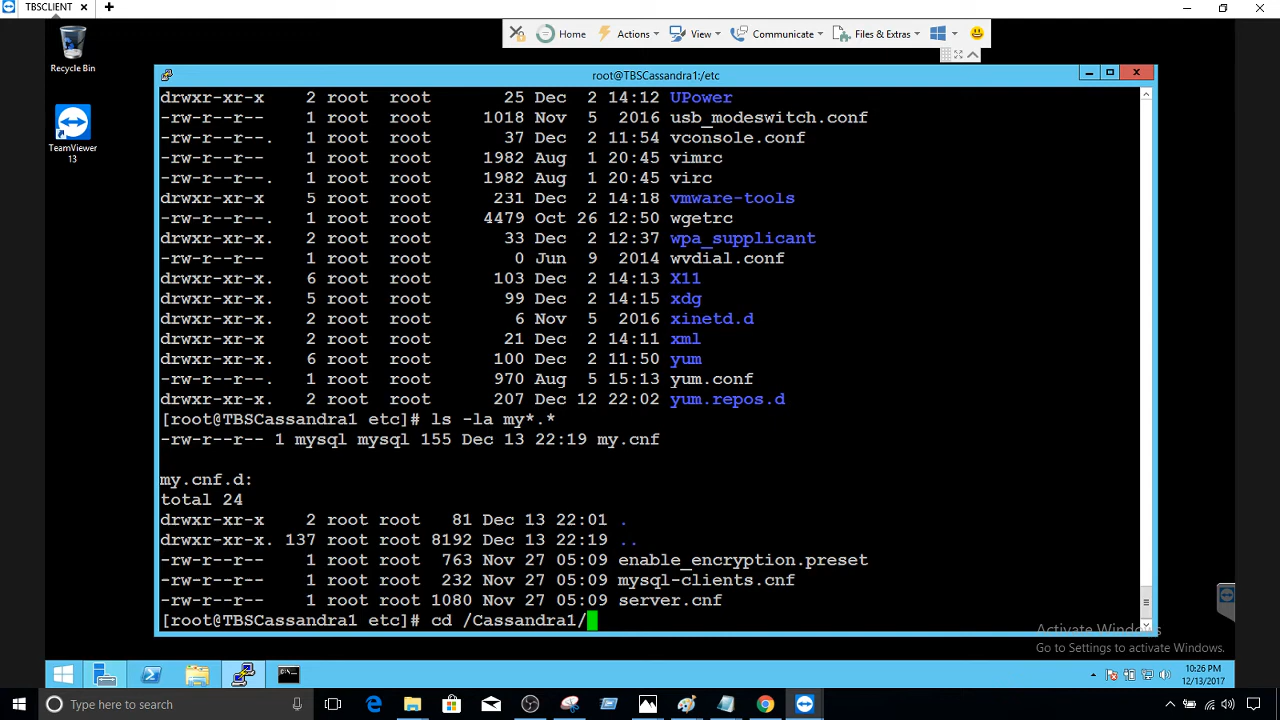 TBSCLIENT
Home Actions View Communicate Files & Extras
Recycle Bin
TeamViewer
13
root@TBSCassandra1:/etc
drwxr-xr-x 2 root root 25 Dec 2 14:12 UPower
-rw-r--r-- 1 root root 1018 Nov 5 2016 usb_modeswitch.conf
-rw-r--r--. 1 root root 37 Dec 2 11:54 vconsole.conf
-rw-r--r-- 1 root root 1982 Aug 1 20:45 vimrc
-rw-r--r--. 1 root root 1982 Aug 1 20:45 virc
drwxr-xr-x 5 root root 231 Dec 2 14:18 vmware-tools
-rw-r--r--. 1 root root 4479 Oct 26 12:50 wgetrc
drwxr-xr-x. 2 root root 33 Dec 2 12:37 wpa_supplicant
-rw-r--r-- 1 root root 0 Jun 9 2014 wvdial.conf
drwxr-xr-x. 6 root root 103 Dec 2 14:13 X11
drwxr-xr-x. 5 root root 99 Dec 2 14:15 xdg
drwxr-xr-x. 2 root root 6 Nov 5 2016 xinetd.d
drwxr-xr-x 2 root root 21 Dec 2 14:11 xml
drwxr-xr-x. 6 root root 100 Dec 2 11:50 yum
-rw-r--r--. 1 root root 970 Aug 5 15:13 yum.conf
drwxr-xr-x. 2 root root 207 Dec 12 22:02 yum.repos.d
[root@TBSCassandra1 etc]# ls -la my*.*
-rw-r--r-- 1 mysql mysql 155 Dec 13 22:19 my.cnf
my.cnf.d:
total 24
drwxr-xr-x 2 root root 81 Dec 13 22:01 .
drwxr-xr-x. 137 root root 8192 Dec 13 22:19 ..
-rw-r--r-- 1 root root 763 Nov 27 05:09 enable_encryption.preset
-rw-r--r-- 1 root root 232 Nov 27 05:09 mysql-clients.cnf
-rw-r--r-- 1 root root 1080 Nov 27 05:09 server.cnf
[root@TBSCassandra1 etc]# cd /Cassandra1/
Activate Windows
Go to Settings to activate Windows.
10:26 PM
12/13/2017
Type here to search